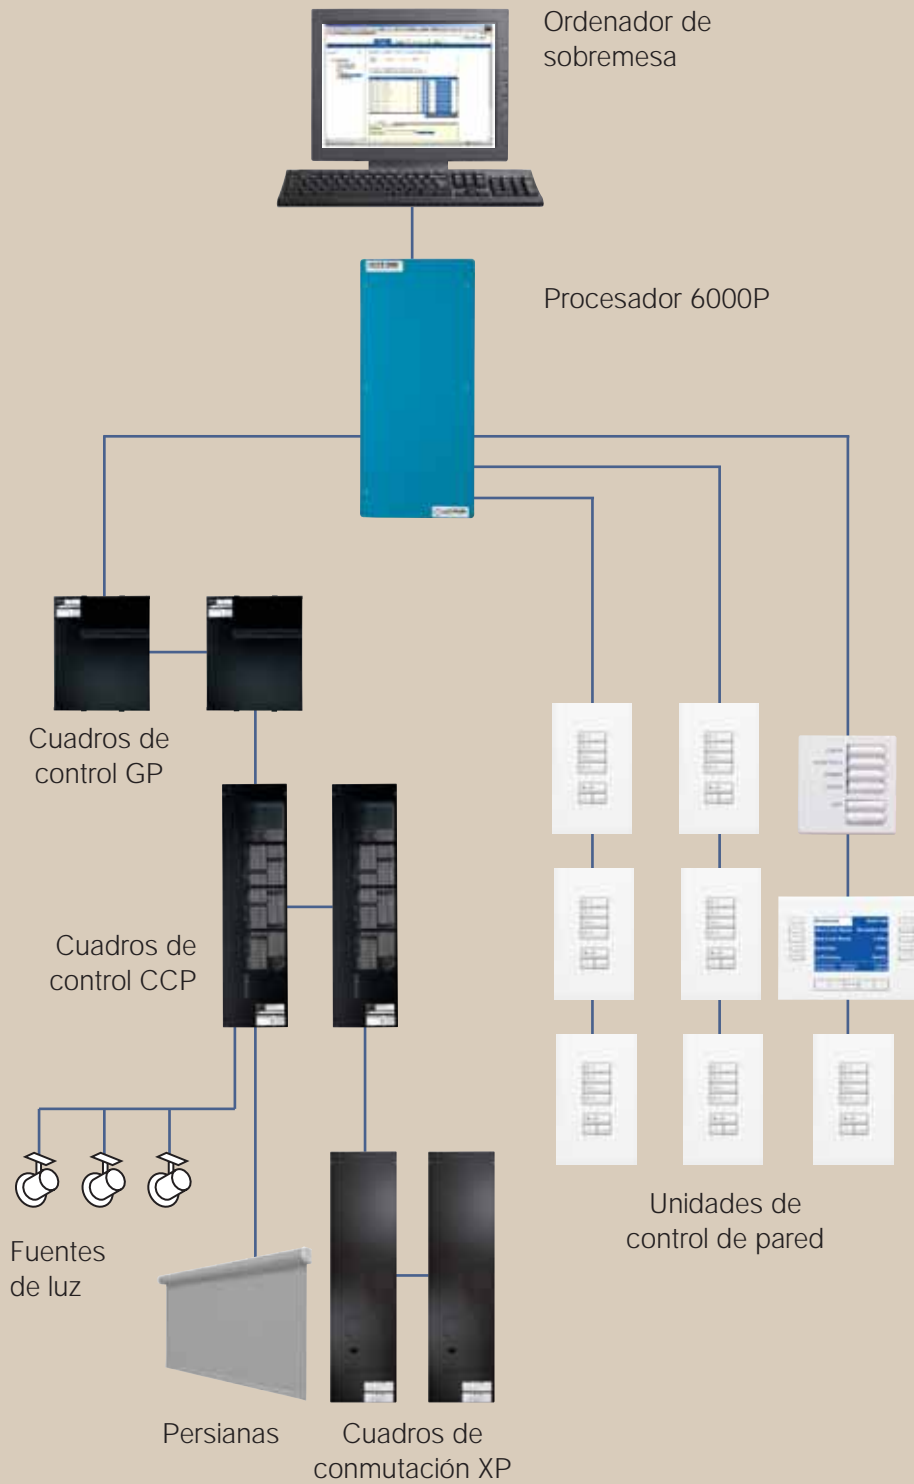 Ordenador de
sobremesa
Procesador 6000P
Cuadros de
control GP
Cuadros de
control CCP
Fuentes
de luz
Unidades de
control de pared
Persianas
Cuadros de
conmutación XP